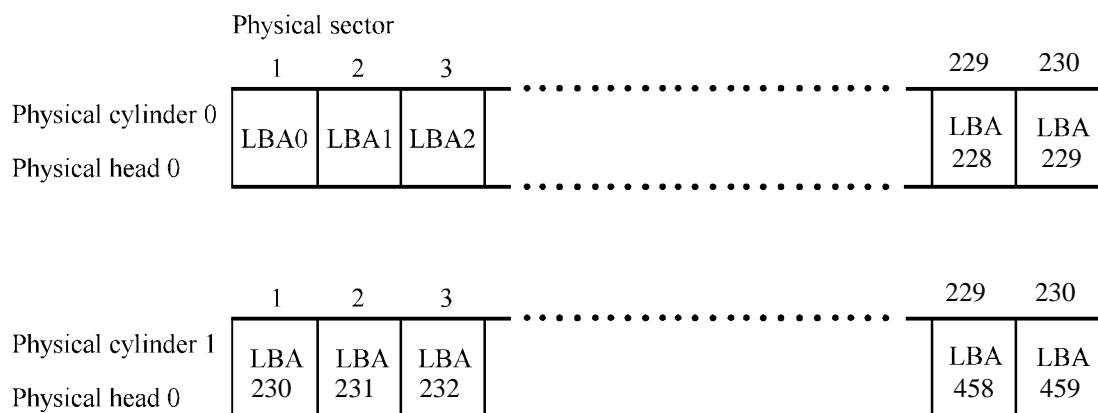 Physical sector
1 2 3 229 230
Physical cylinder 0
Physical head 0
LBA0 LBA1 LBA2 LBA 228 LBA 229
1 2 3 229 230
Physical cylinder 1
Physical head 0
LBA 230 LBA 231 LBA 232 LBA 458 LBA 459